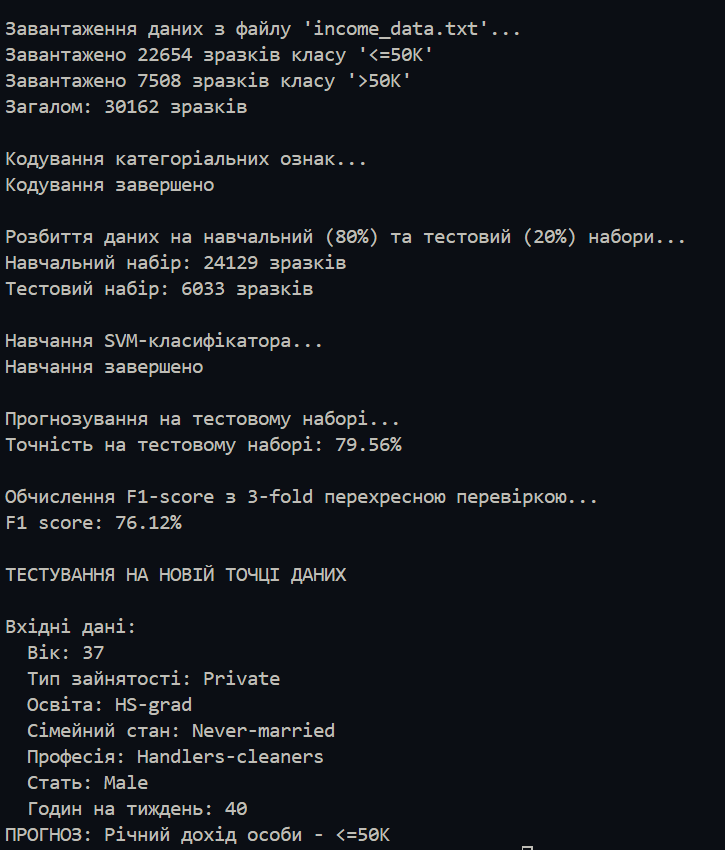 Завантаження даних з файлу 'income_data.txt'...
Завантажено 22654 зразків класу '<=50K'
Завантажено 7508 зразків класу '>50K'
Загалом: 30162 зразків
Кодування категоріальних ознак...
Кодування завершено
Розбиття даних на навчальний (80%) та тестовий (20%) набори...
Навчальний набір: 24129 зразків
Тестовий набір: 6033 зразків
Навчання SVM-класифікатора...
Навчання завершено
Прогнозування на тестовому наборі...
Точність на тестовому наборі: 79.56%
Обчислення F1-score з 3-fold перехресною перевіркою...
F1 score: 76.12%
ТЕСТУВАННЯ НА НОВІЙ ТОЧЦІ ДАНИХ
Вхідні дані:
Вік: 37
Тип зайнятості: Private
Освіта: HS-grad
Сімейний стан: Never-married
Професія: Handlers-cleaners
Стать: Male
Годин на тиждень: 40
ПРОГНОЗ: Річний дохід особи - <=50K